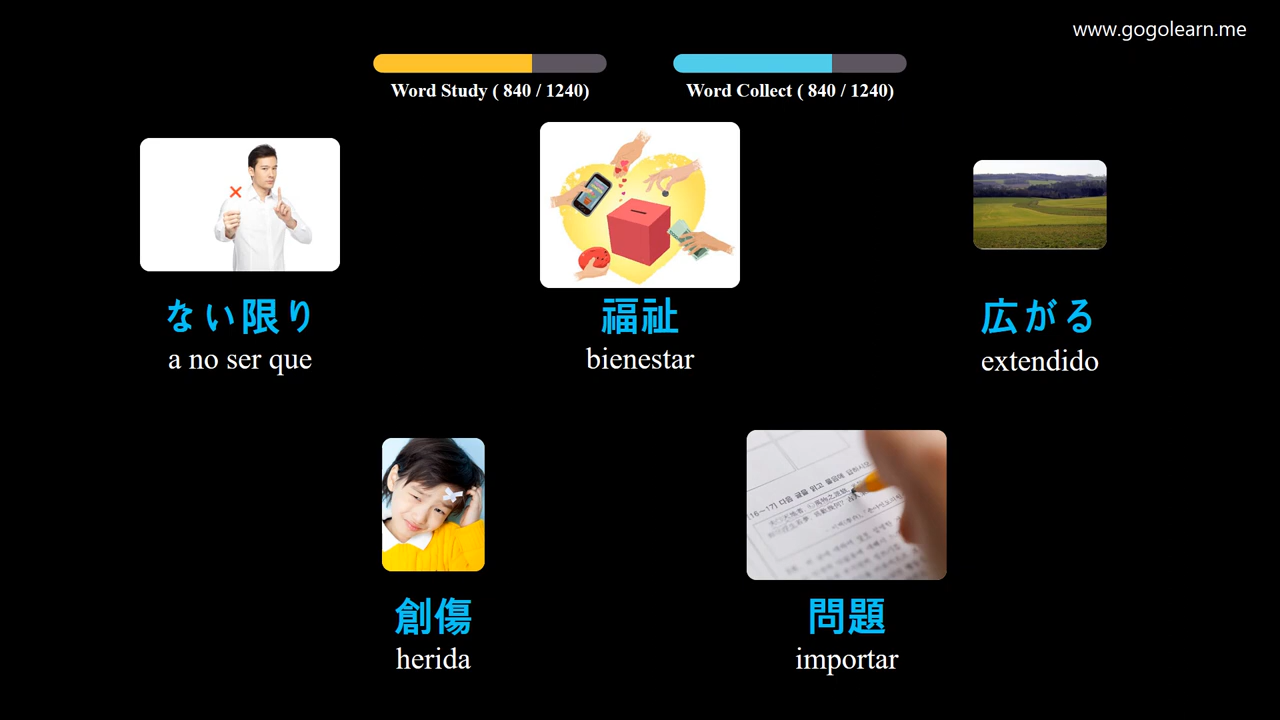 www.gogolearn.me
Word Study ( 840 / 1240)
Word Collect ( 840 / 1240)
ない限り
a no ser que
福祉
bienestar
広がる
extendido
創傷
herida
問題
importar